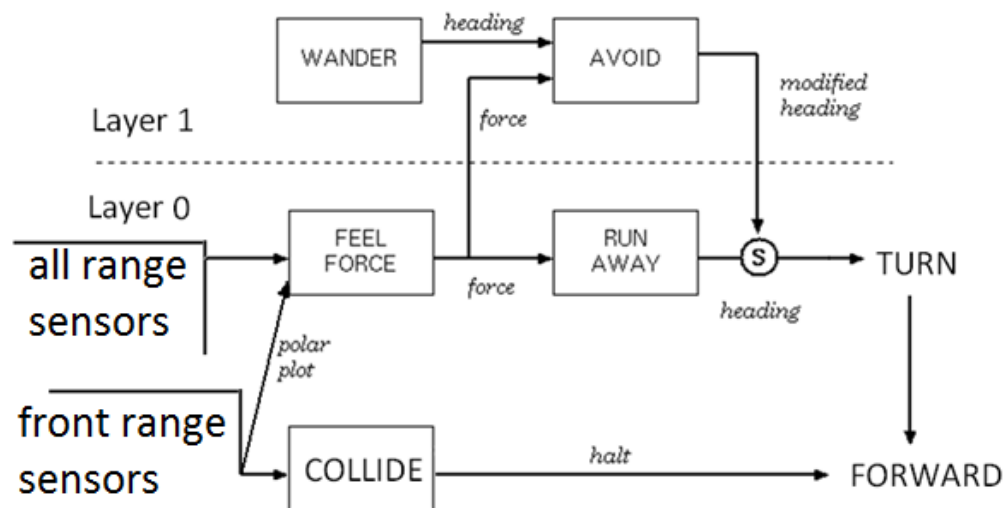 heading
WANDER
AVOID
modified
heading
force
Layer 1
Layer 0
all range
sensors
FEEL
FORCE
force
RUN
AWAY
S
heading
TURN
polar
plot
front range
sensors
COLLIDE
halt
FORWARD